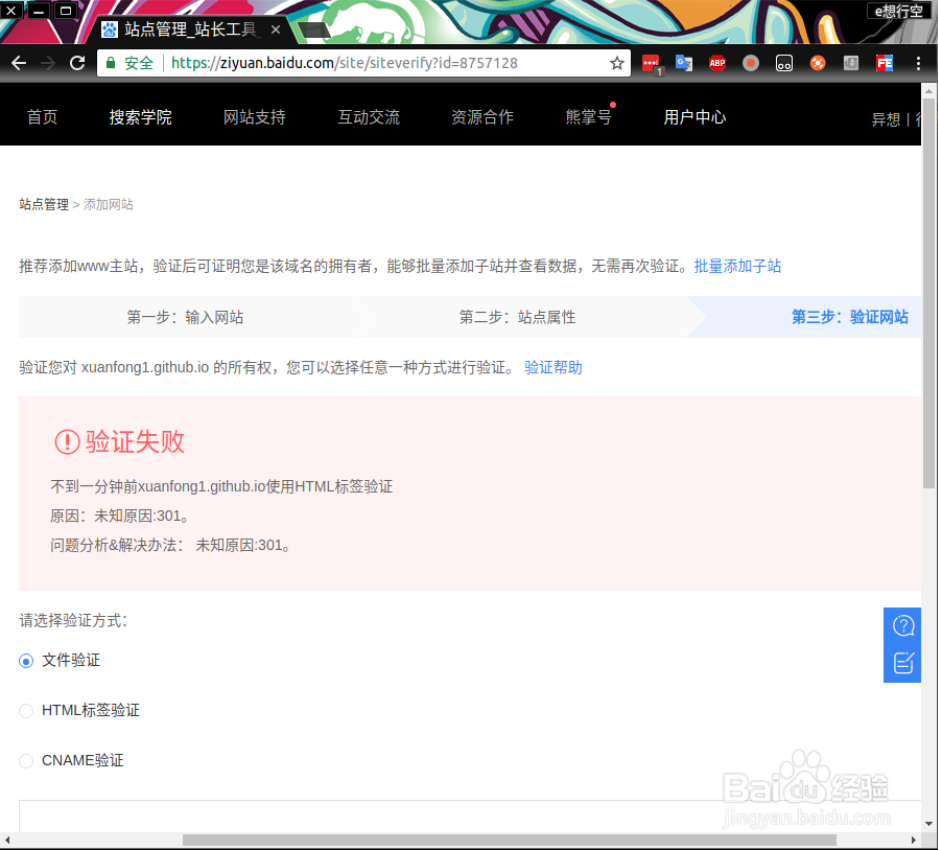 e想行空
站点管理_站长工具
安全 https://ziyuan.baidu.com/site/siteverify?id=8757128
1
ABP
FE
首页 搜索学院 网站支持 互动交流 资源合作 熊掌号 用户中心 异想 |
站点管理 > 添加网站
推荐添加www主站，验证后可证明您是该域名的拥有者，能够批量添加子站并查看数据，无需再次验证。批量添加子站
第一步：输入网站 第二步：站点属性 第三步：验证网站
验证您对 xuanfong1.github.io 的所有权，您可以选择任意一种方式进行验证。 验证帮助
验证失败
不到一分钟前xuanfong1.github.io使用HTML标签验证
原因：未知原因:301。
问题分析&解决办法： 未知原因:301。
请选择验证方式：
文件验证
HTML标签验证
CNAME验证
Baidu经验
jingyan.baidu.com